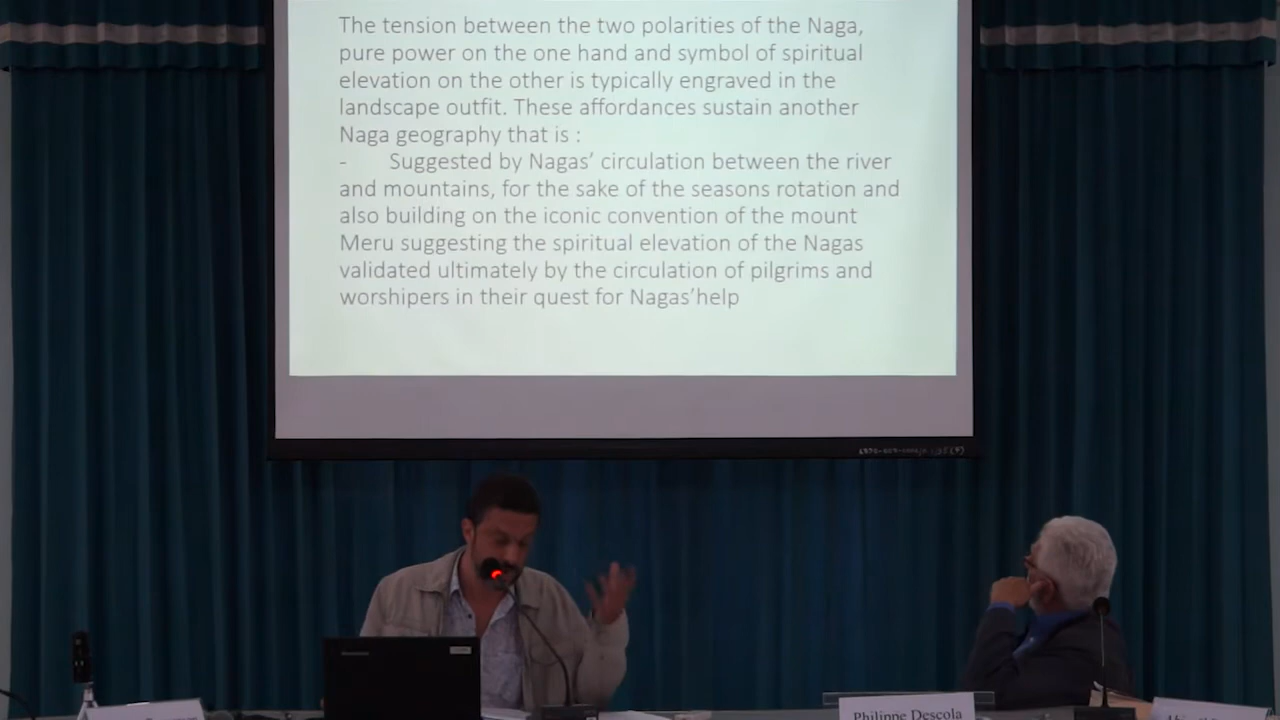 The tension between the two polarities of the Naga,
pure power on the one hand and symbol of spiritual
elevation on the other is typically engraved in the
landscape outfit. These affordances sustain another
Naga geography that is :
- Suggested by Nagas’ circulation between the river
and mountains, for the sake of the seasons rotation and
also building on the iconic convention of the mount
Meru suggesting the spiritual elevation of the Nagas
validated ultimately by the circulation of pilgrims and
worshipers in their quest for Nagas’help
Philippe Descola